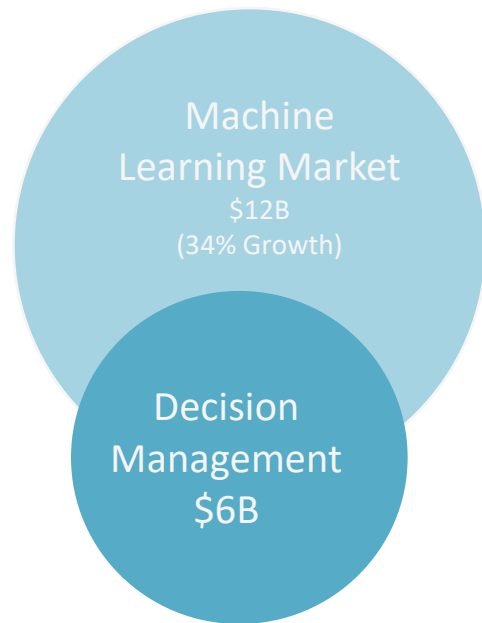 Machine
Learning Market
$12B
(34% Growth)
Decision
Management
$6B